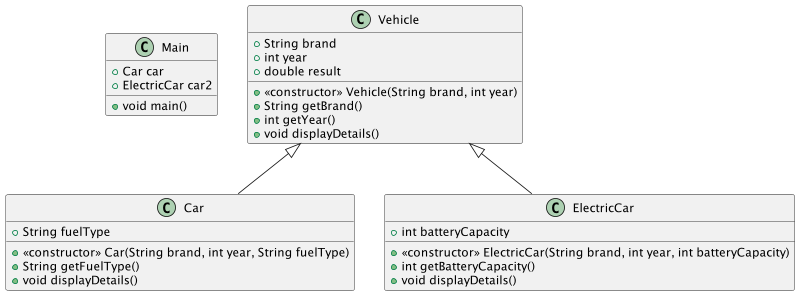 C Main
Car car
ElectricCar car2
void main()
C Vehicle
String brand
int year
double result
«constructor» Vehicle(String brand, int year)
String getBrand()
int getYear()
void displayDetails()
C Car
String fuelType
«constructor» Car(String brand, int year, String fuelType)
String getFuelType()
void displayDetails()
C ElectricCar
int batteryCapacity
«constructor» ElectricCar(String brand, int year, int batteryCapacity)
int getBatteryCapacity()
void displayDetails()